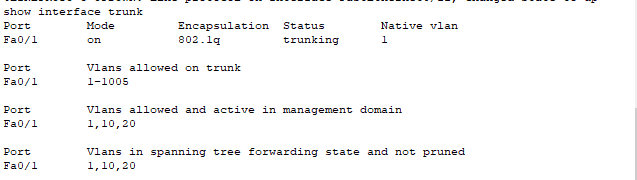 show interface trunk
Port Mode Encapsulation Status Native vlan
Fa0/1 on 802.1q trunking 1
Port Vlans allowed on trunk
Fa0/1 1-1005
Port Vlans allowed and active in management domain
Fa0/1 1,10,20
Port Vlans in spanning tree forwarding state and not pruned
Fa0/1 1,10,20